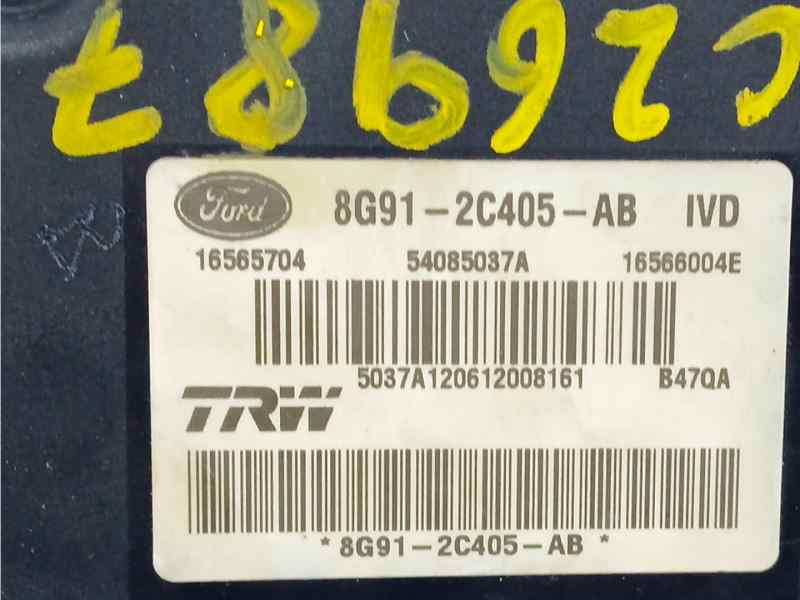 Ford 8G91-2C405-AB IVD
16565704 54085037A 16566004E
5037A120612008161 B47QA
TRW
*8G91-2C405-AB*